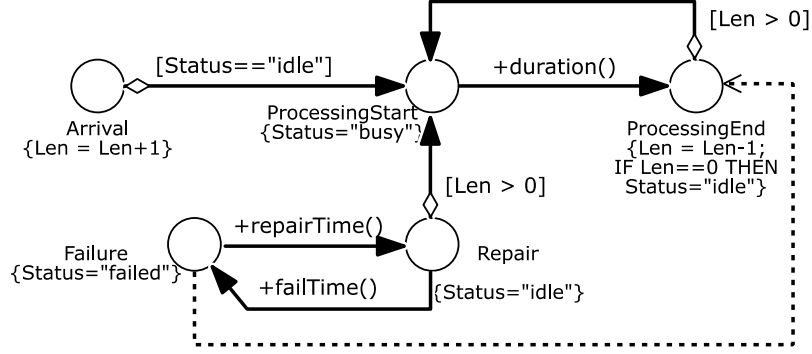 [Len > 0]
[Status=="idle"]
+duration()
ProcessingStart
{Status="busy"}
Arrival
{Len = Len+1}
ProcessingEnd
{Len = Len-1;
IF Len==0 THEN
Status="idle"}
[Len > 0]
+repairTime()
Failure
{Status="failed"}
Repair
+failTime()
{Status="idle"}